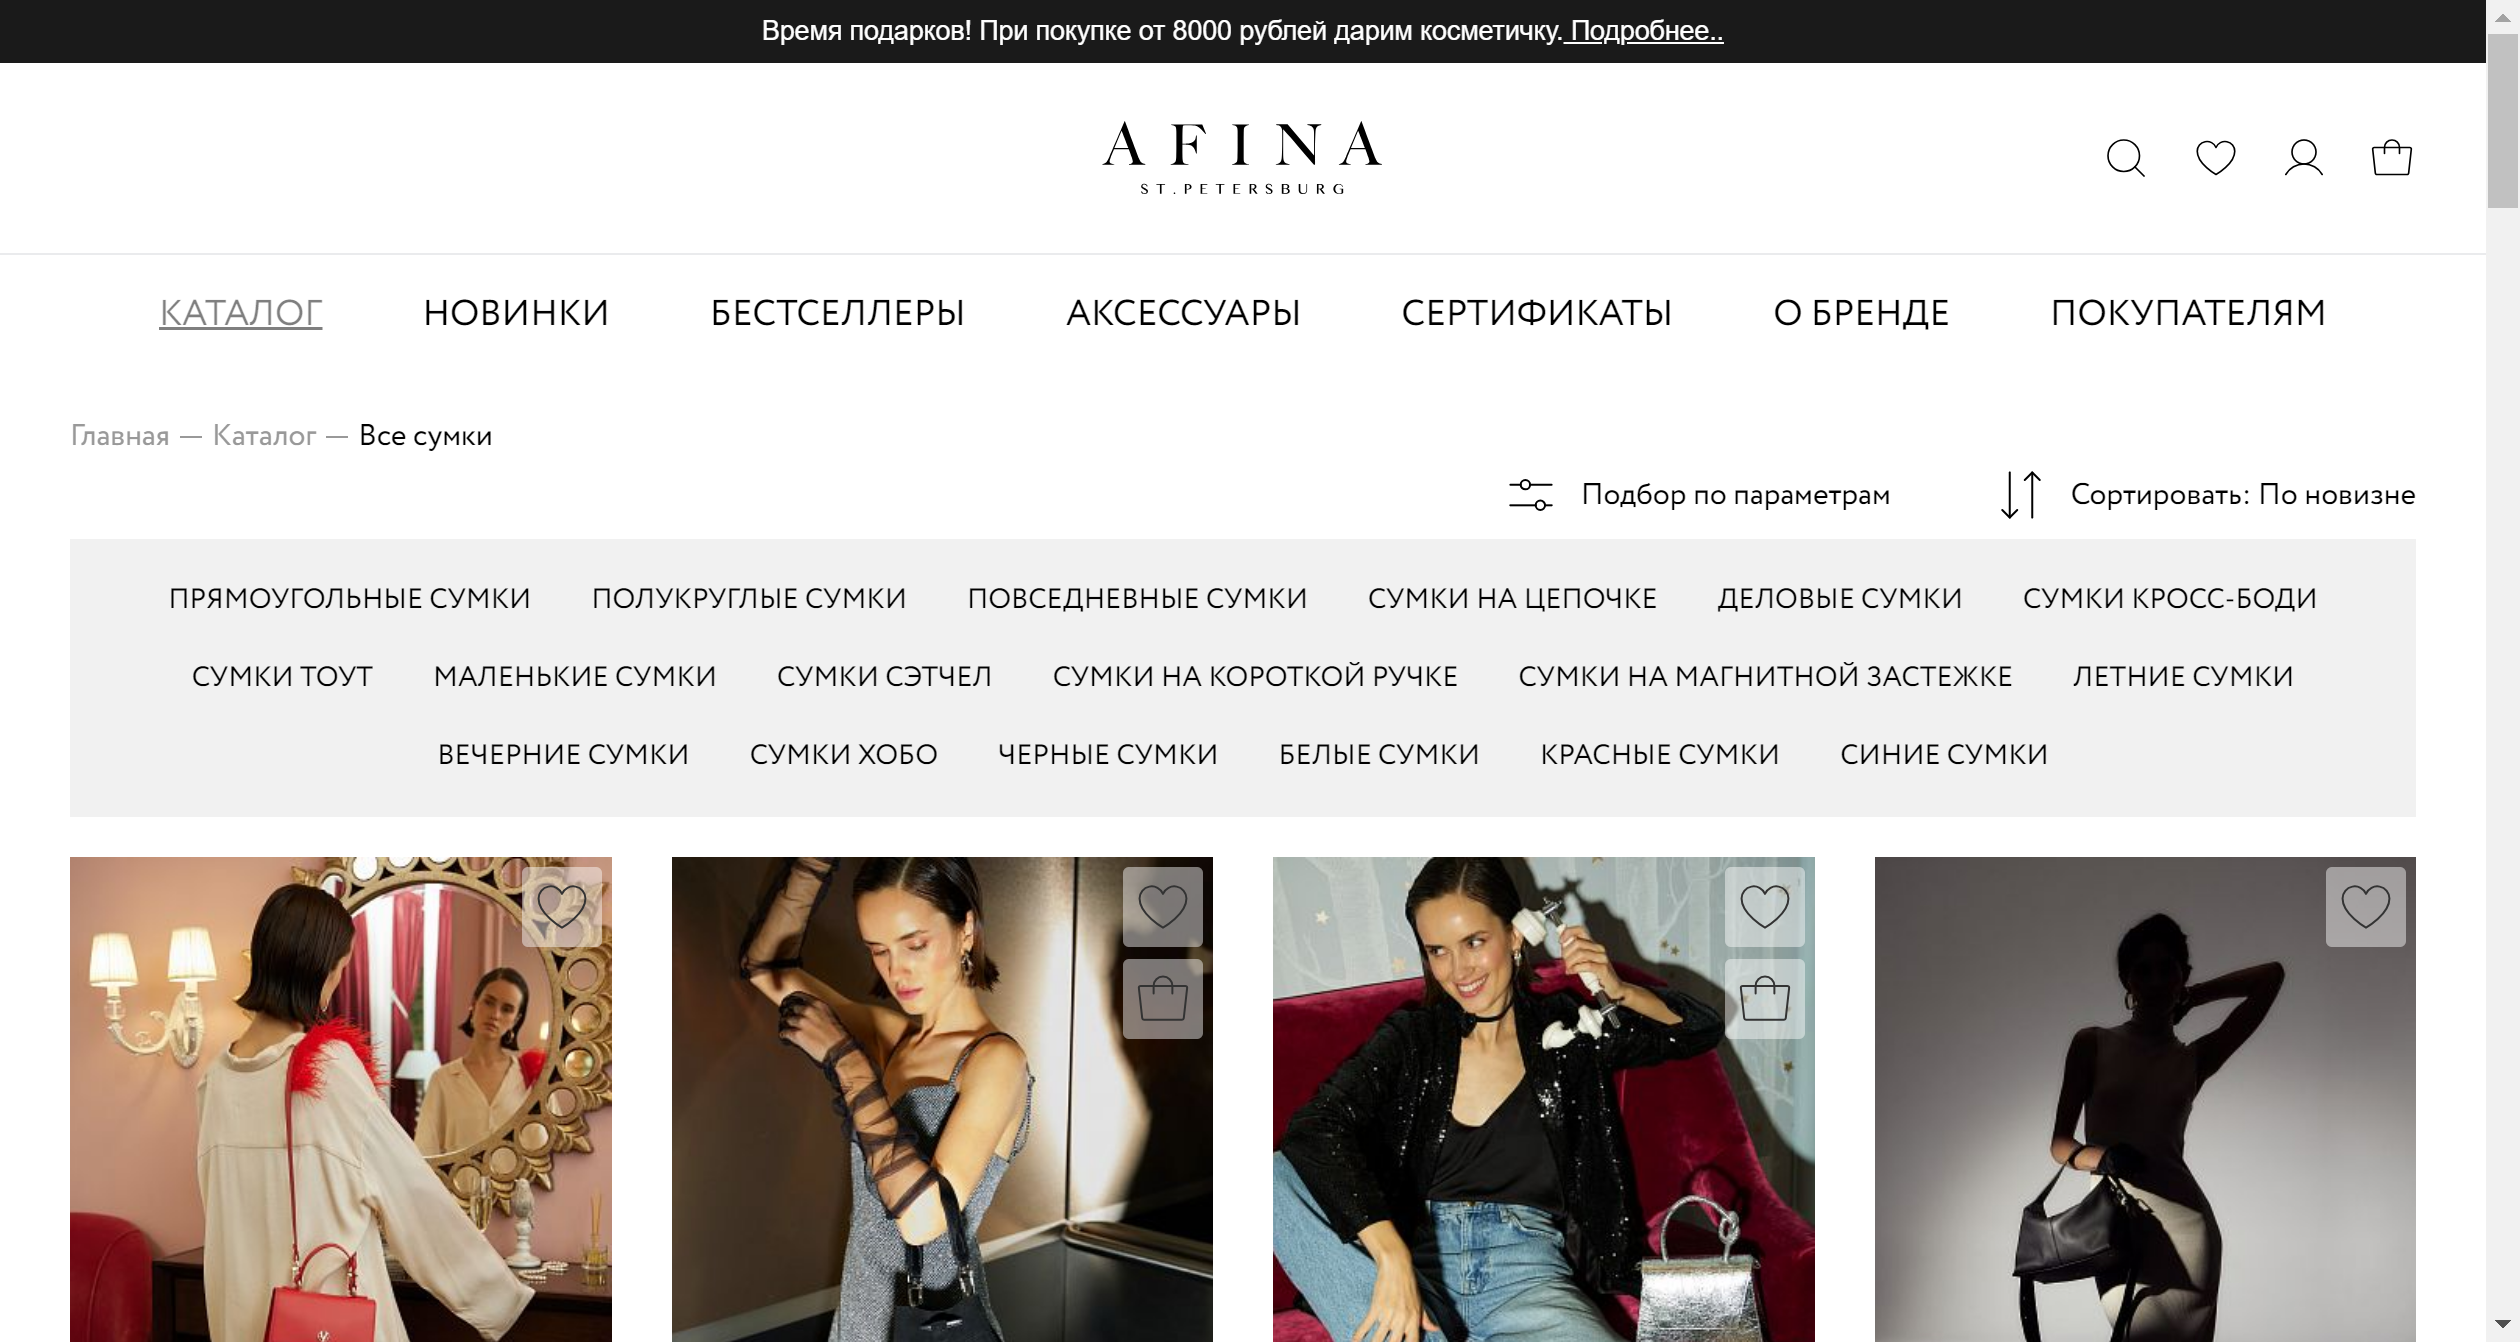 Время подарков! При покупке от 8000 рублей дарим косметичку. Подробнее..
AFINA
ST.PETERSBURG
КАТАЛОГ НОВИНКИ БЕСТСЕЛЛЕРЫ АКСЕССУАРЫ СЕРТИФИКАТЫ О БРЕНДЕ ПОКУПАТЕЛЯМ
Главная — Каталог — Все сумки
Подбор по параметрам Сортировать: По новизне
ПРЯМОУГОЛЬНЫЕ СУМКИ ПОЛУКРУГЛЫЕ СУМКИ ПОВСЕДНЕВНЫЕ СУМКИ СУМКИ НА ЦЕПОЧКЕ ДЕЛОВЫЕ СУМКИ СУМКИ КРОСС-БОДИ
СУМКИ ТОУТ МАЛЕНЬКИЕ СУМКИ СУМКИ СЭТЧЕЛ СУМКИ НА КОРОТКОЙ РУЧКЕ СУМКИ НА МАГНИТНОЙ ЗАСТЕЖКЕ ЛЕТНИЕ СУМКИ
ВЕЧЕРНИЕ СУМКИ СУМКИ ХОБО ЧЕРНЫЕ СУМКИ БЕЛЫЕ СУМКИ КРАСНЫЕ СУМКИ СИНИЕ СУМКИ